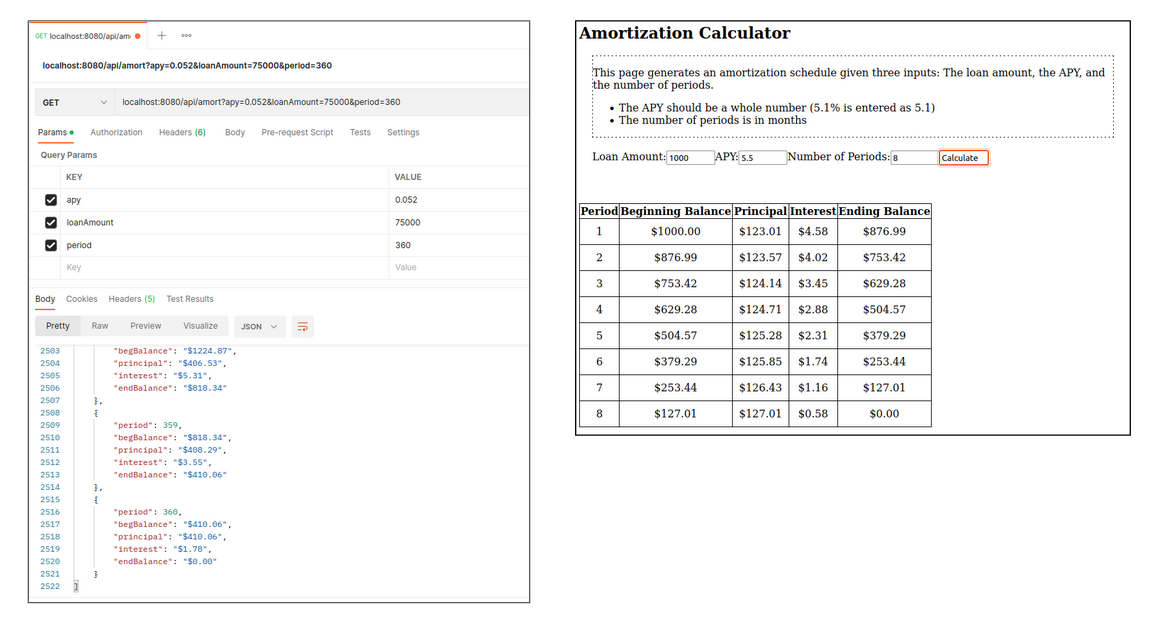 GET localhost:8080/api/am
localhost:8080/api/amort?apy=0.052&loanAmount=75000&period=360
GET localhost:8080/api/amort?apy=0.052&loanAmount=75000&period=360
Params Authorization Headers (6) Body Pre-request Script Tests Settings
Query Params
KEY VALUE
apy 0.052
loanAmount 75000
period 360
Key Value
Body Cookies Headers (5) Test Results
Pretty Raw Preview Visualize JSON
2503 "begBalance": "$1224.87",
2504 "principal": "$406.53",
2505 "interest": "$5.31",
2506 "endBalance": "$818.34"
2507 },
2508 {
2509 "period": 359,
2510 "begBalance": "$818.34",
2511 "principal": "$408.29",
2512 "interest": "$3.55",
2513 "endBalance": "$410.06"
2514 },
2515 {
2516 "period": 360,
2517 "begBalance": "$410.06",
2518 "principal": "$410.06",
2519 "interest": "$1.78",
2520 "endBalance": "$0.00"
2521 }
2522 ]
Amortization Calculator
This page generates an amortization schedule given three inputs: The loan amount, the APY, and
the number of periods.
• The APY should be a whole number (5.1% is entered as 5.1)
• The number of periods is in months
Loan Amount: 1000 APY: 5.5 Number of Periods: 8 Calculate
Period Beginning Balance Principal Interest Ending Balance
1 $1000.00 $123.01 $4.58 $876.99
2 $876.99 $123.57 $4.02 $753.42
3 $753.42 $124.14 $3.45 $629.28
4 $629.28 $124.71 $2.88 $504.57
5 $504.57 $125.28 $2.31 $379.29
6 $379.29 $125.85 $1.74 $253.44
7 $253.44 $126.43 $1.16 $127.01
8 $127.01 $127.01 $0.58 $0.00